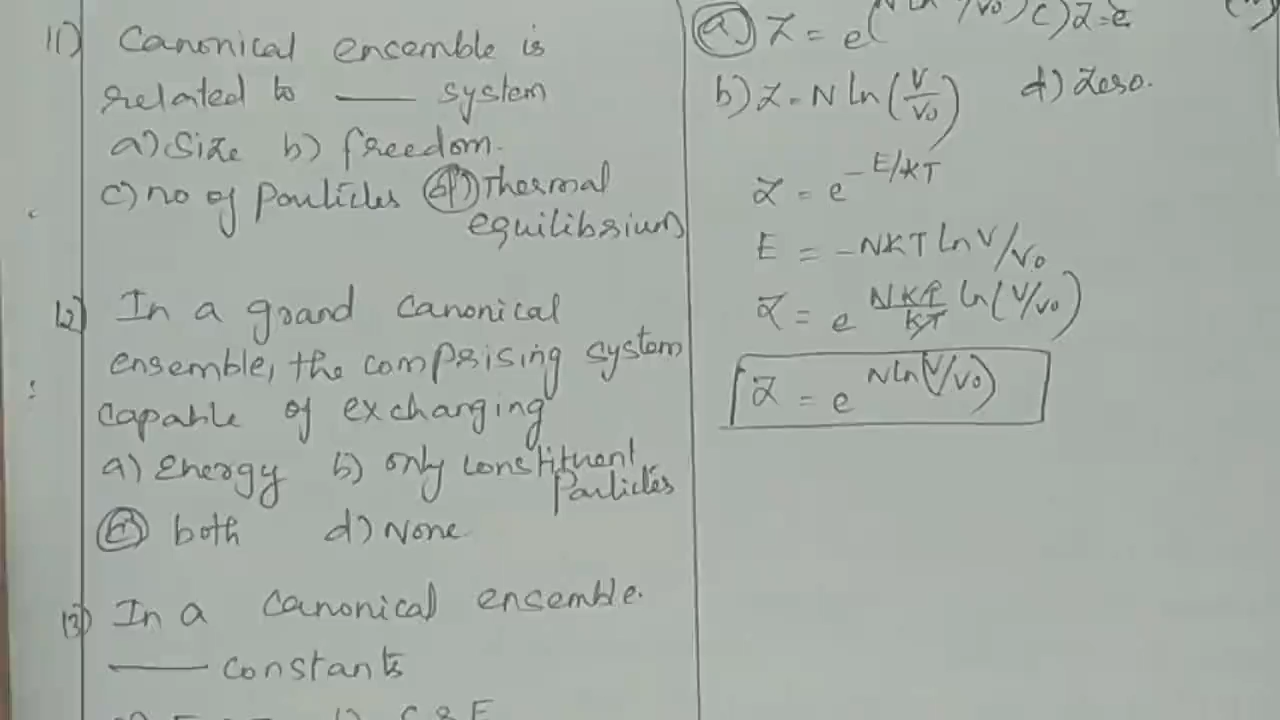 11) Canonical ensemble is
related to ___ system
a) Size b) freedom.
c) no of Particles d) Thermal
equilibrium
12) In a grand canonical
ensemble, the comprising system
capable of exchanging
a) Energy b) only constituent
Particles
c) both d) None
13) In a canonical ensemble.
___ constants
a) Z = e c) Z = e
b) Z = N ln (V/V0) d) Zero.
Z = e^-E/KT
E = -NKT ln V/V0
Z = e^NKT/KT ln(V/V0)
Z = e^N ln(V/V0)